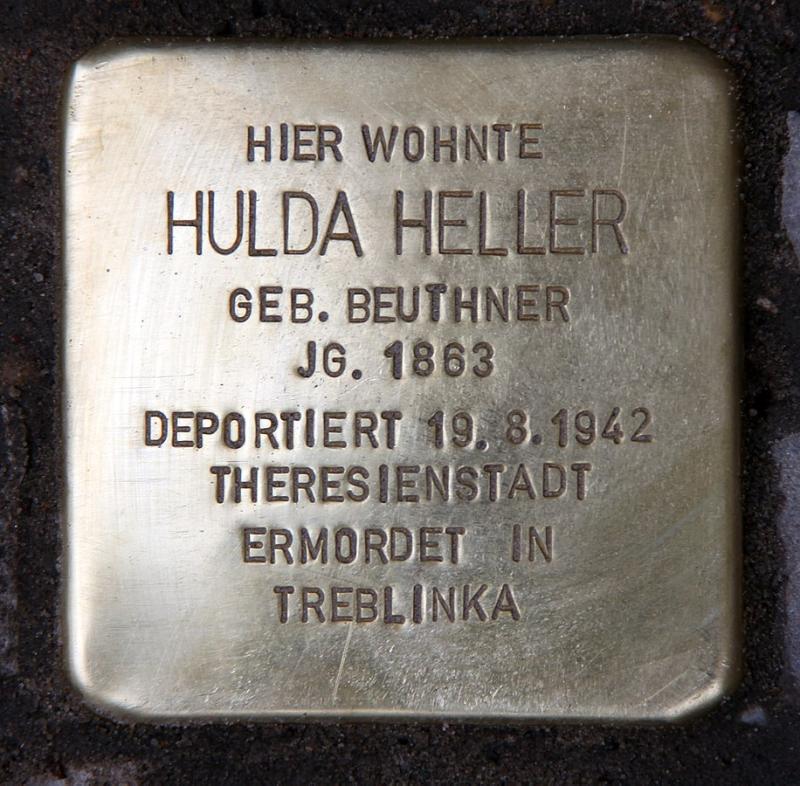 HIER WOHNTE
HULDA HELLER
GEB. BEUTHNER
JG. 1863
DEPORTIERT 19.8.1942
THERESIENSTADT
ERMORDET IN
TREBLINKA